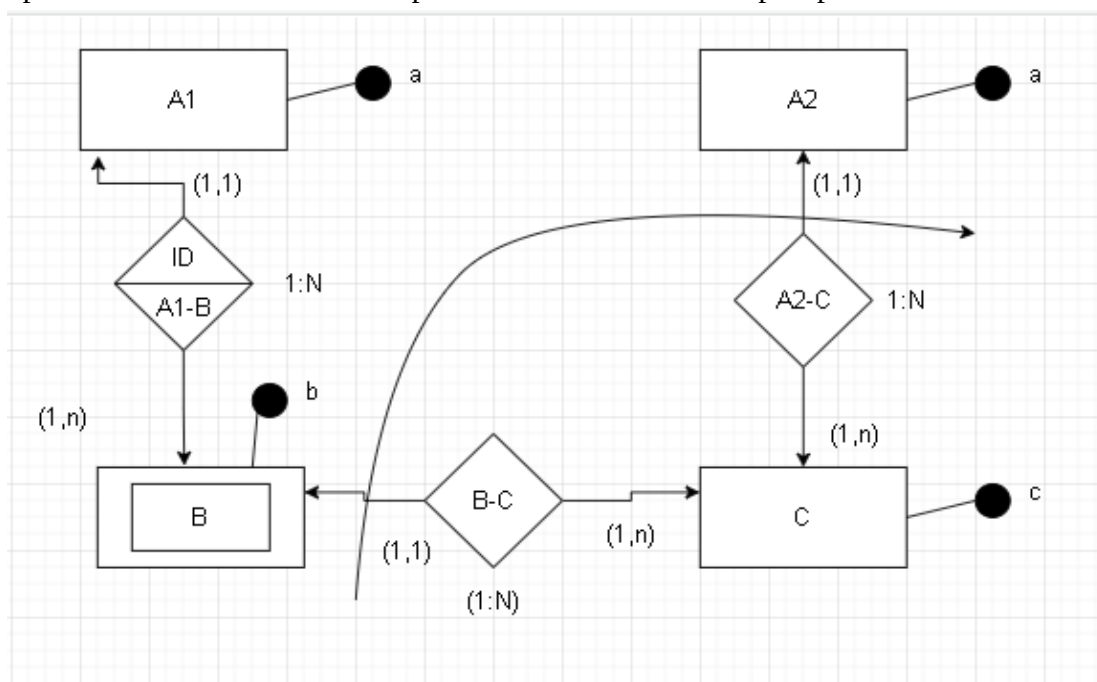 A1
a
A2
a
(1,1)
(1,1)
ID
A1-B
1:N
A2-C
1:N
b
(1,n)
(1,n)
B
B-C
C
c
(1,1)
(1,n)
(1:N)